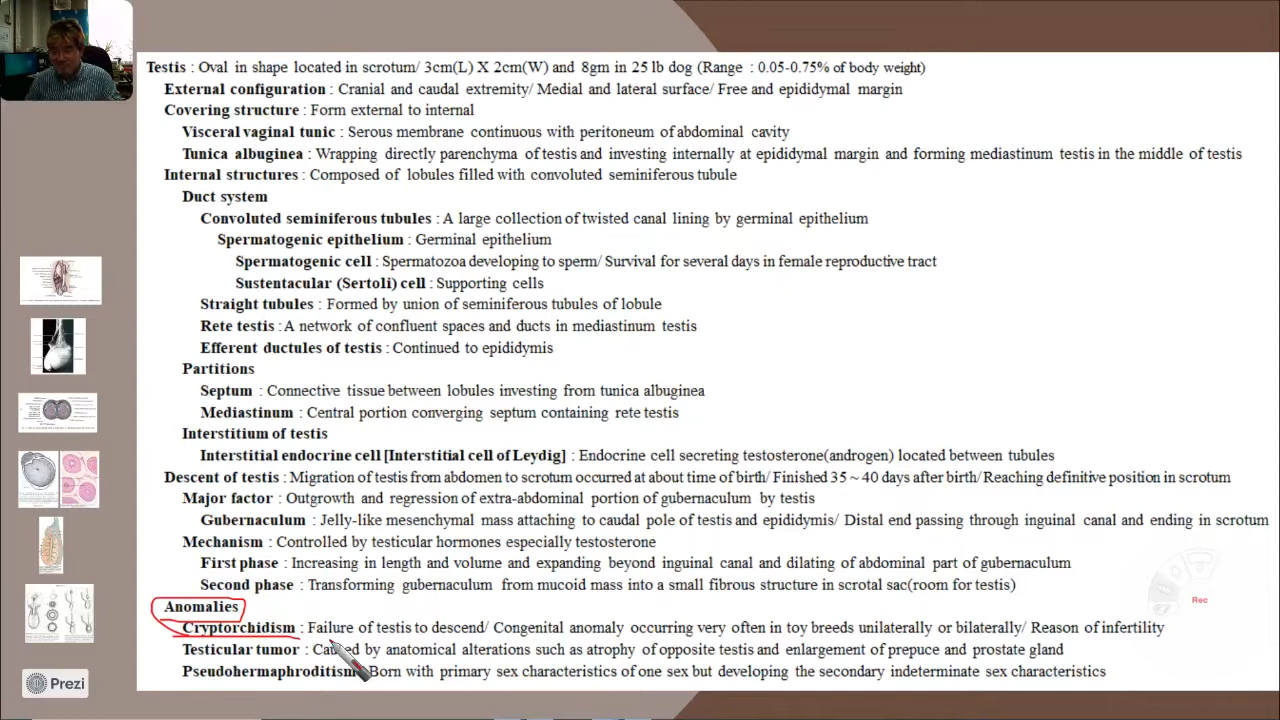 Testis : Oval in shape located in scrotum/ 3cm(L) X 2cm(W) and 8gm in 25 lb dog (Range : 0.05-0.75% of body weight)
External configuration : Cranial and caudal extremity/ Medial and lateral surface/ Free and epididymal margin
Covering structure : Form external to internal
Visceral vaginal tunic : Serous membrane continuous with peritoneum of abdominal cavity
Tunica albuginea : Wrapping directly parenchyma of testis and investing internally at epididymal margin and forming mediastinum testis in the middle of testis
Internal structures : Composed of lobules filled with convoluted seminiferous tubule
Duct system
Convoluted seminiferous tubules : A large collection of twisted canal lining by germinal epithelium
Spermatogenic epithelium : Germinal epithelium
Spermatogenic cell : Spermatozoa developing to sperm/ Survival for several days in female reproductive tract
Sustentacular (Sertoli) cell : Supporting cells
Straight tubules : Formed by union of seminiferous tubules of lobule
Rete testis : A network of confluent spaces and ducts in mediastinum testis
Efferent ductules of testis : Continued to epididymis
Partitions
Septum : Connective tissue between lobules investing from tunica albuginea
Mediastinum : Central portion converging septum containing rete testis
Interstitium of testis
Interstitial endocrine cell [Interstitial cell of Leydig] : Endocrine cell secreting testosterone(androgen) located between tubules
Descent of testis : Migration of testis from abdomen to scrotum occurred at about time of birth/ Finished 35 ~ 40 days after birth/ Reaching definitive position in scrotum
Major factor : Outgrowth and regression of extra-abdominal portion of gubernaculum by testis
Gubernaculum : Jelly-like mesenchymal mass attaching to caudal pole of testis and epididymis/ Distal end passing through inguinal canal and ending in scrotum
Mechanism : Controlled by testicular hormones especially testosterone
First phase : Increasing in length and volume and expanding beyond inguinal canal and dilating of abdominal part of gubernaculum
Second phase : Transforming gubernaculum from mucoid mass into a small fibrous structure in scrotal sac(room for testis)
Rec
Anomalies
Cryptorchidism : Failure of testis to descend/ Congenital anomaly occurring very often in toy breeds unilaterally or bilaterally/ Reason of infertility
Testicular tumor : Caused by anatomical alterations such as atrophy of opposite testis and enlargement of prepuce and prostate gland
Pseudohermaphroditism Born with primary sex characteristics of one sex but developing the secondary indeterminate sex characteristics
Prezi